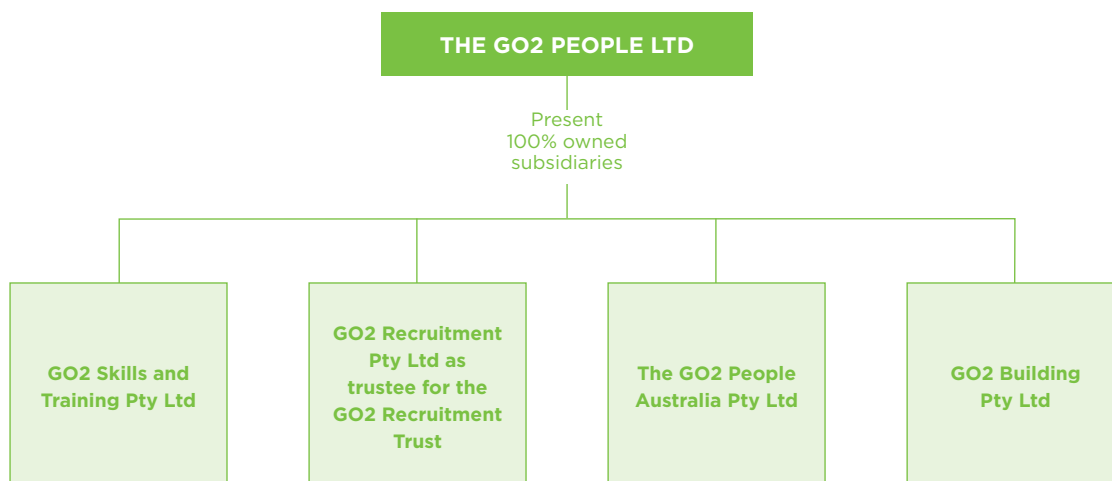 THE GO2 PEOPLE LTD
Present
100% owned
subsidiaries
GO2 Skills and
Training Pty Ltd
GO2 Recruitment
Pty Ltd as
trustee for the
GO2 Recruitment
Trust
The GO2 People
Australia Pty Ltd
GO2 Building
Pty Ltd